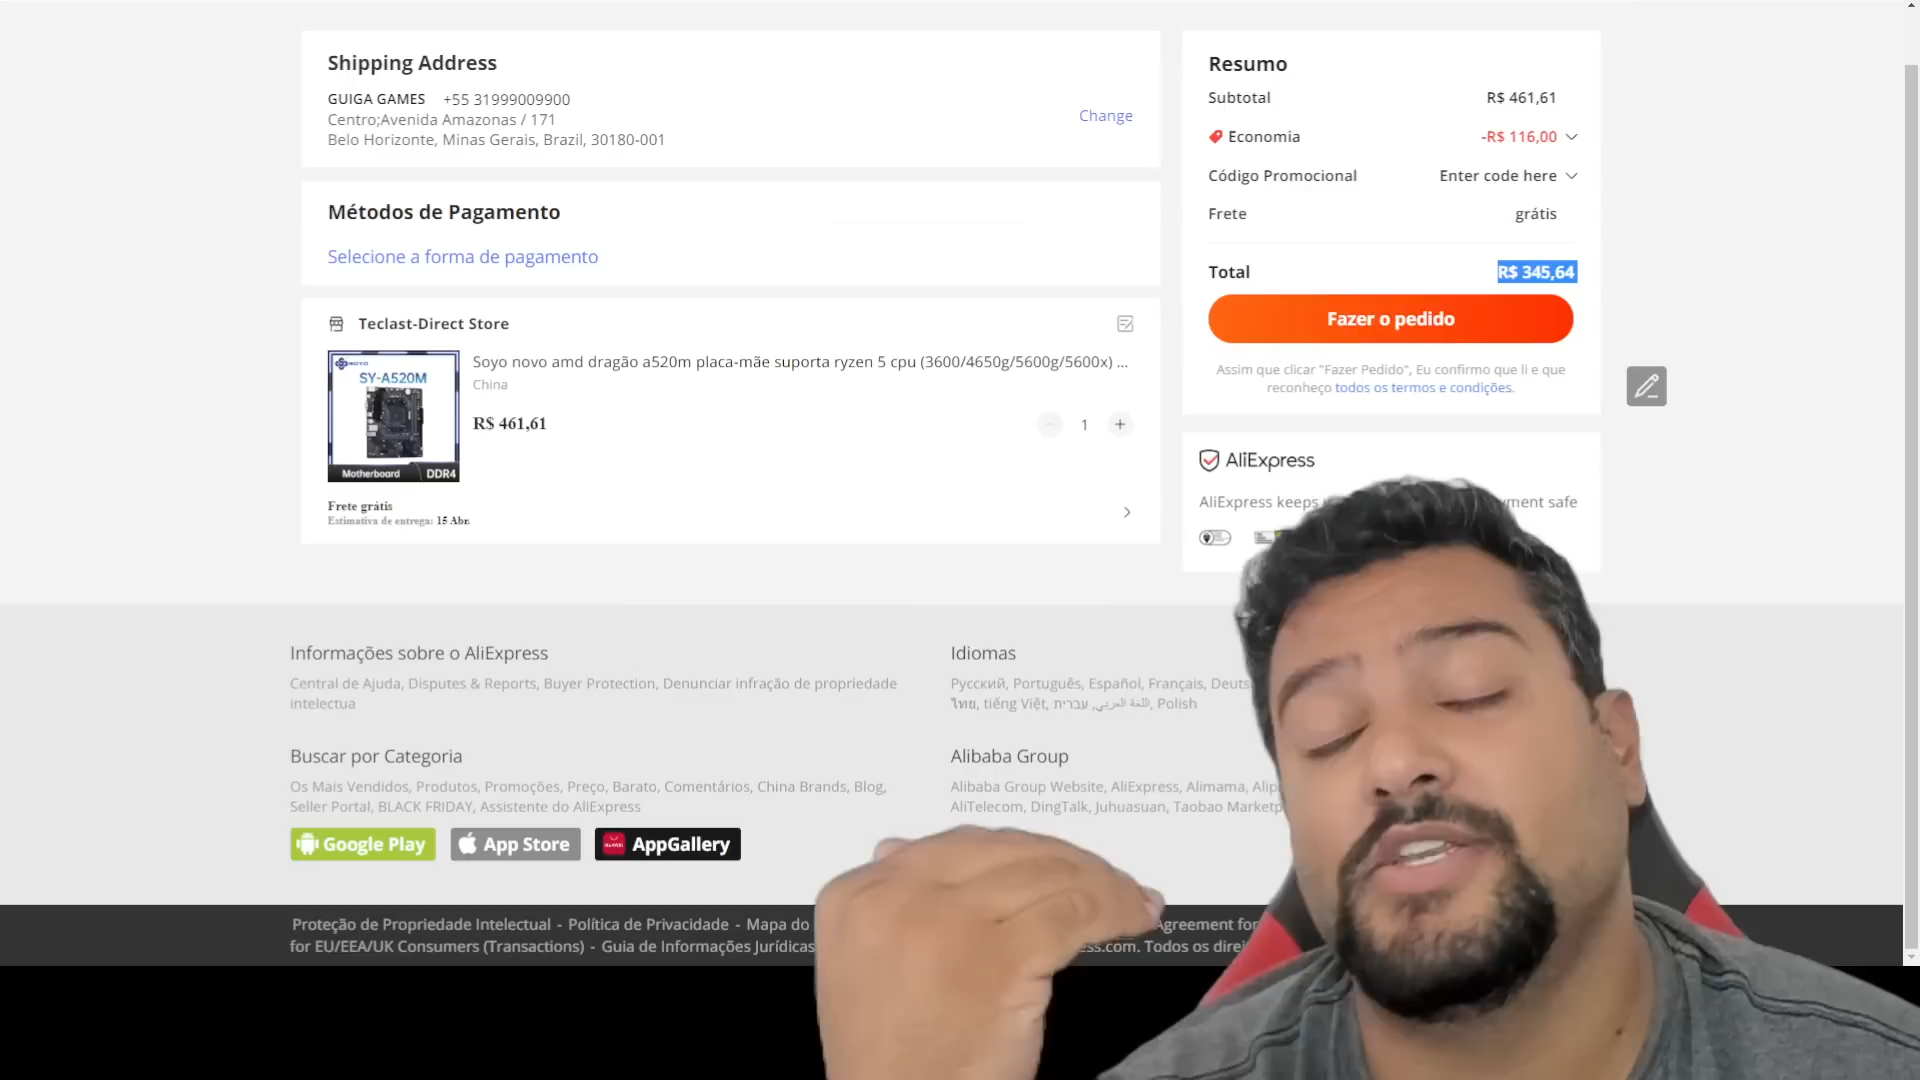 Shipping Address
GUIGA GAMES +55 31999009900
Centro;Avenida Amazonas / 171
Belo Horizonte, Minas Gerais, Brazil, 30180-001
Change
Métodos de Pagamento
Selecione a forma de pagamento
Teclast-Direct Store
SOYO
SY-A520M
Motherboard DDR4
Soyo novo amd dragão a520m placa-mãe suporta ryzen 5 cpu (3600/4650g/5600g/5600x) ...
China
R$ 461,61
1 +
Frete grátis
Estimativa de entrega: 15 Abr.
Resumo
Subtotal R$ 461,61
Economia -R$ 116,00
Código Promocional Enter code here
Frete grátis
Total R$ 345,64
Fazer o pedido
Assim que clicar "Fazer Pedido", Eu confirmo que li e que
reconheço todos os termos e condições.
AliExpress
AliExpress keeps ment safe
Informações sobre o AliExpress
Central de Ajuda, Disputes & Reports, Buyer Protection, Denunciar infração de propriedade
intelectua
Idiomas
Русский, Português, Español, Français, Deuts
ไทย, tiếng Việt, اللغة العربي, עברית, Polish
Buscar por Categoria
Os Mais Vendidos, Produtos, Promoções, Preço, Barato, Comentários, China Brands, Blog,
Seller Portal, BLACK FRIDAY, Assistente do AliExpress
Alibaba Group
Alibaba Group Website, AliExpress, Alimama, Alip
AliTelecom, DingTalk, Juhuasuan, Taobao Marketp
Google Play
App Store
HUAWEI AppGallery
Proteção de Propriedade Intelectual - Política de Privacidade - Mapa do Agreement for
for EU/EEA/UK Consumers (Transactions) - Guia de Informações Jurídicas ess.com. Todos os direi